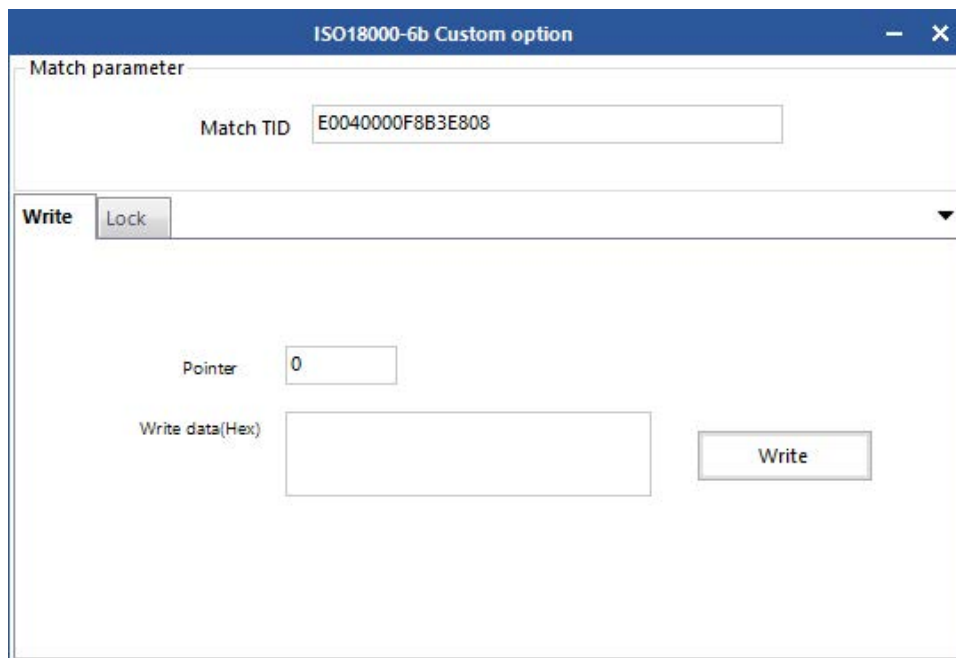 ISO18000-6b Custom option
Match parameter
Match TID E0040000F8B3E808
Write Lock
Pointer 0
Write data(Hex)
Write